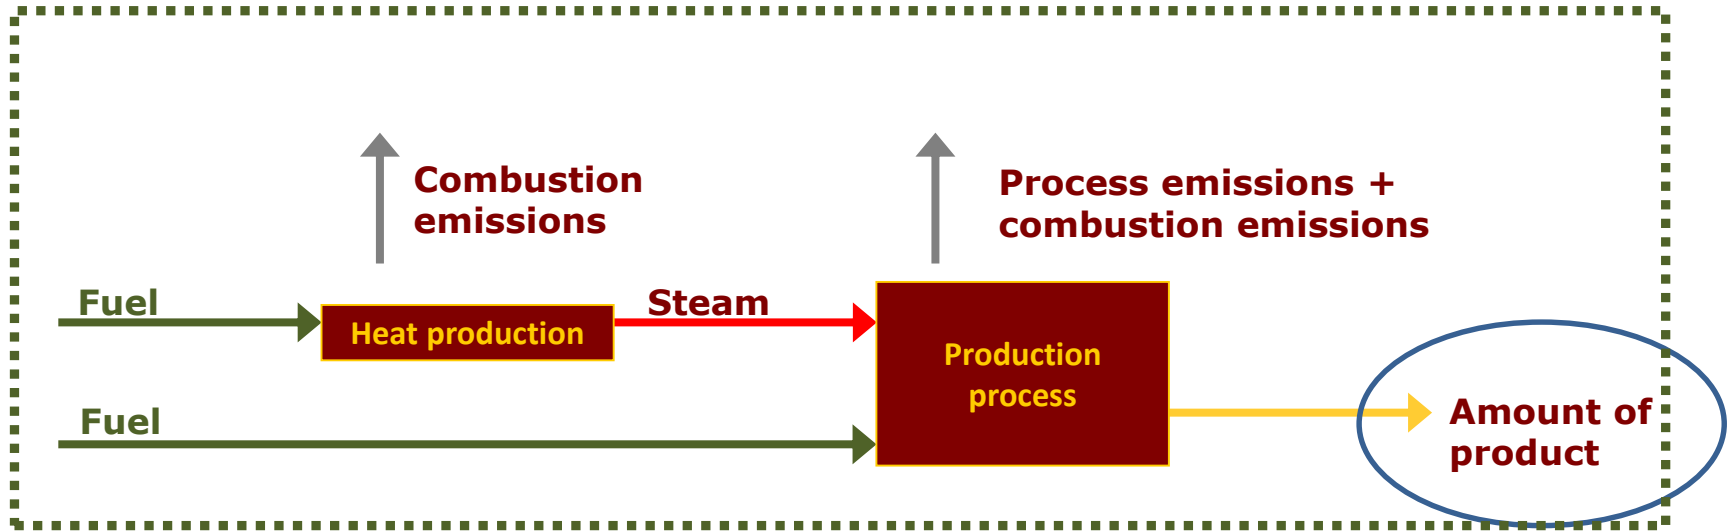 Combustion
emissions
Process emissions +
combustion emissions
Fuel
Heat production
Steam
Production
process
Fuel
Amount of
product